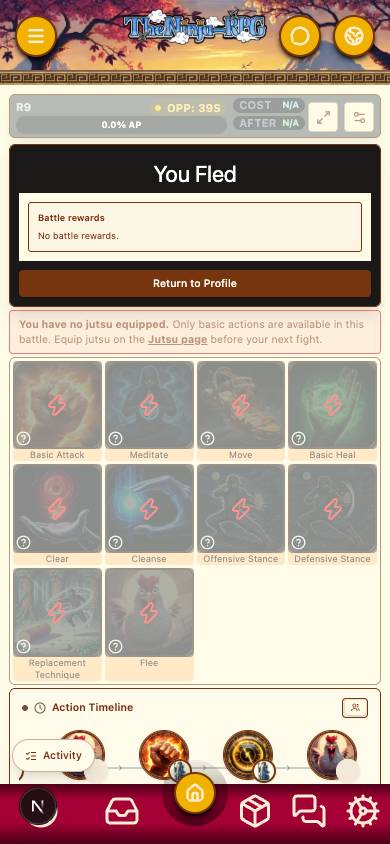 TheNinja-RPG
R9
OPP: 39S
COST N/A
0.0% AP
AFTER N/A
You Fled
Battle rewards
No battle rewards.
Return to Profile
You have no jutsu equipped. Only basic actions are available in this
battle. Equip jutsu on the Jutsu page before your next fight.
Basic Attack
Meditate
Move
Basic Heal
Clear
Cleanse
Offensive Stance
Defensive Stance
Replacement
Technique
Flee
Action Timeline
Activity
N